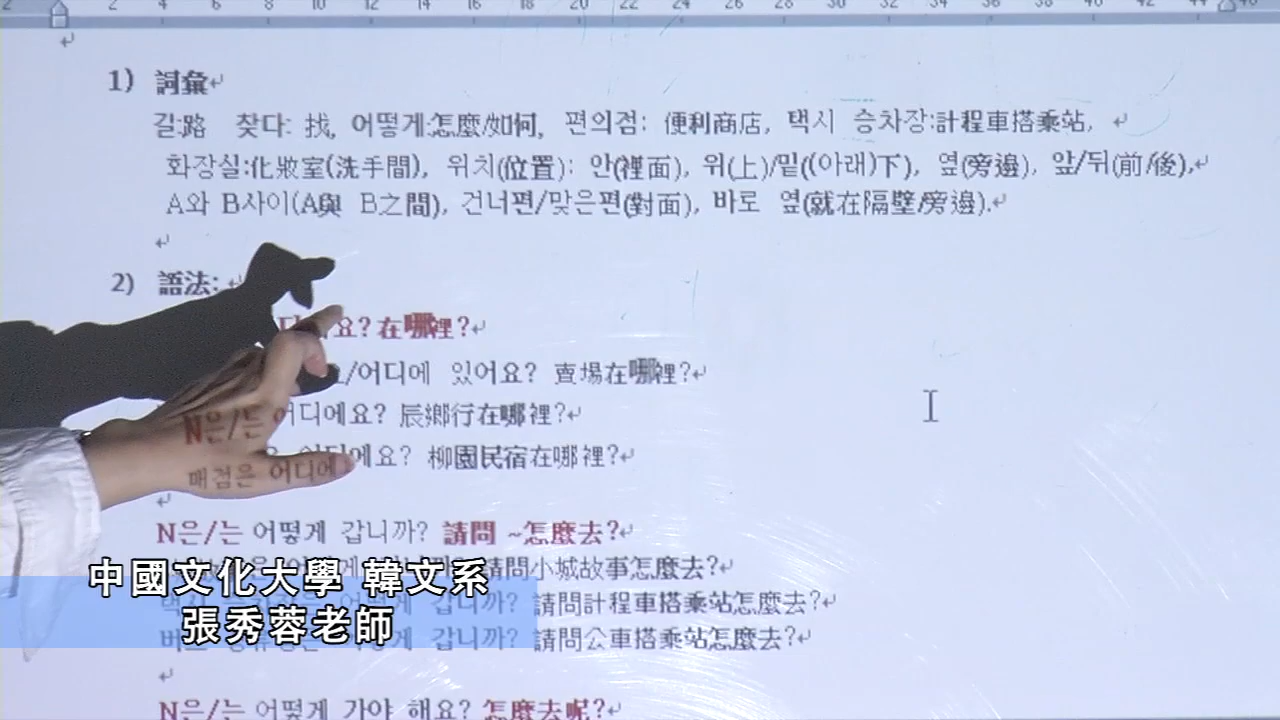 1) 詞彙
길:路 찾다: 找, 어떻게:怎麼/如何, 편의점: 便利商店, 택시 승차장:計程車搭乘站,
화장실:化妝室(洗手間), 위치(位置): 안(裡面), 위(上)/밑((아래)下), 옆(旁邊), 앞/뒤(前/後),
A와 B사이(A與 B之間), 건너편/맞은편(對面), 바로 옆(就在隔壁/旁邊).
2) 語法:
요? 在哪裡?
/어디에 있어요? 賣場在哪裡?
N은/는 어디에요? 辰鄉行在哪裡?
매점은 어디에 에요? 柳園民宿在哪裡?
N은/는 어떻게 갑니까? 請問 ~怎麼去?
請問小城故事怎麼去?
갑니까? 請問計程車搭乘站怎麼去?
갑니까? 請問公車搭乘站怎麼去?
N은/는 어떻게 가야 해요? 怎麼去呢?
中國文化大學 韓文系
張秀蓉老師